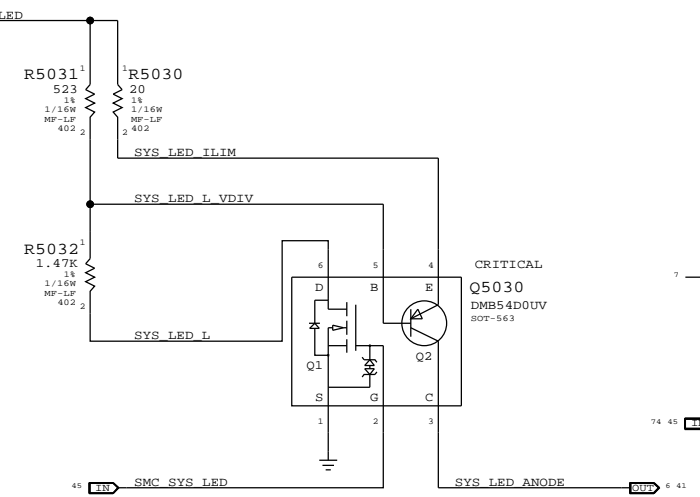 LED
R5031
523
1%
1/16W
MF-LF
402
1
2
1
R5030
20
1%
1/16W
MF-LF
402
2
SYS_LED_ILIM
SYS_LED_L_VDIV
R5032
1.47K
1%
1/16W
MF-LF
402
1
2
SYS_LED_L
6
5
4
CRITICAL
D
B
E
Q5030
DMB54D0UV
SOT-563
Q1
Q2
S
G
C
1
2
3
7
74 45
45
IN
SMC_SYS_LED
SYS_LED_ANODE
OUT
6 41